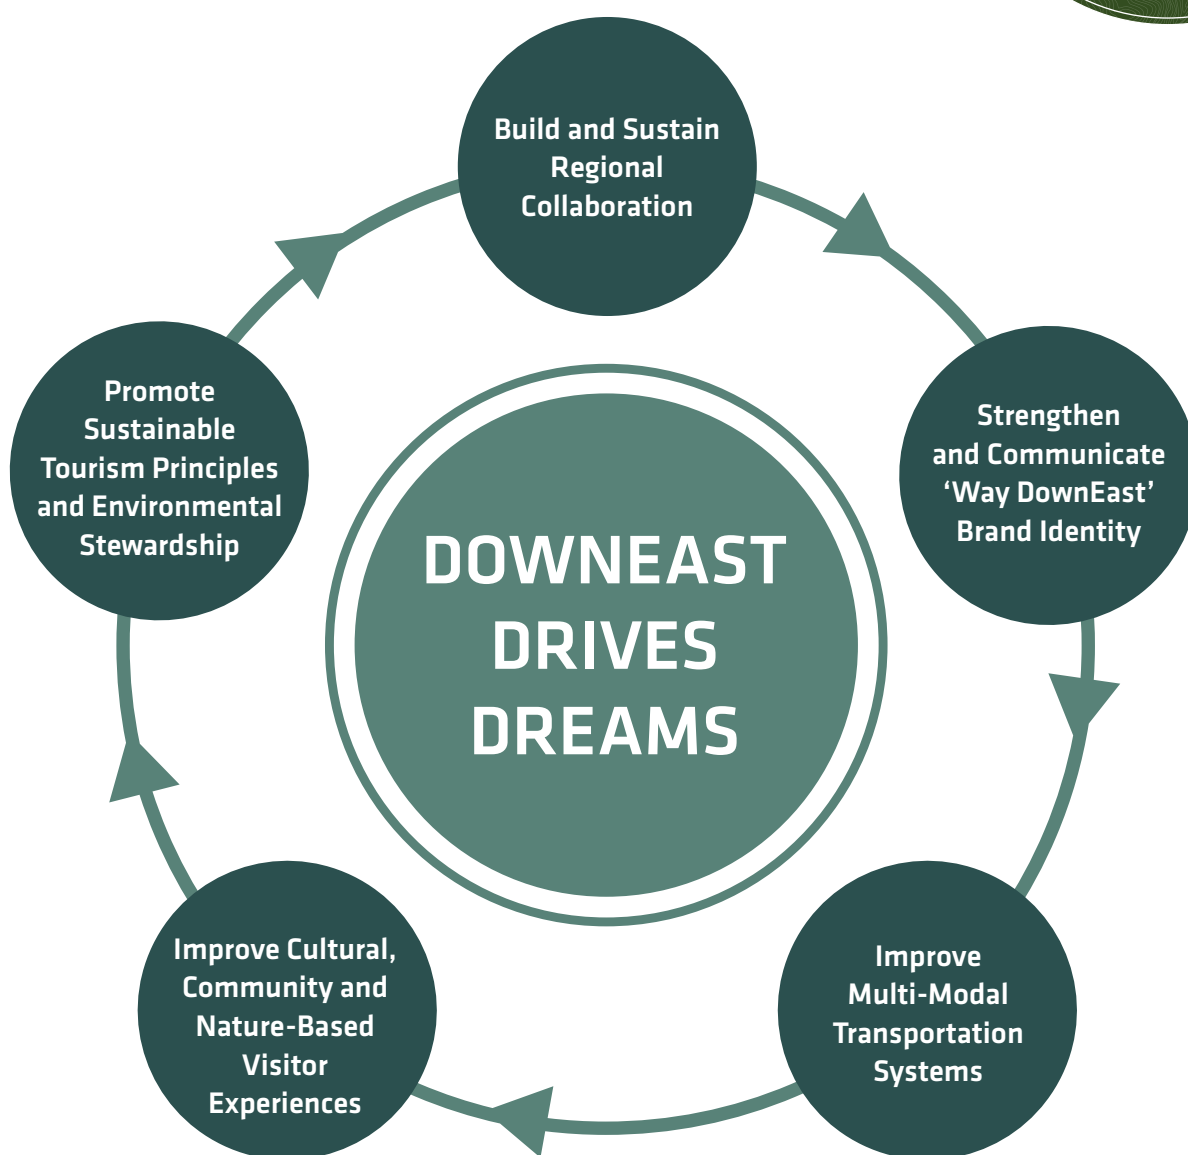 Build and Sustain
Regional
Collaboration
Strengthen
and Communicate
‘Way DownEast’
Brand Identity
Improve
Multi-Modal
Transportation
Systems
Improve Cultural,
Community and
Nature-Based
Visitor
Experiences
Promote
Sustainable
Tourism Principles
and Environmental
Stewardship
DOWNEAST
DRIVES
DREAMS